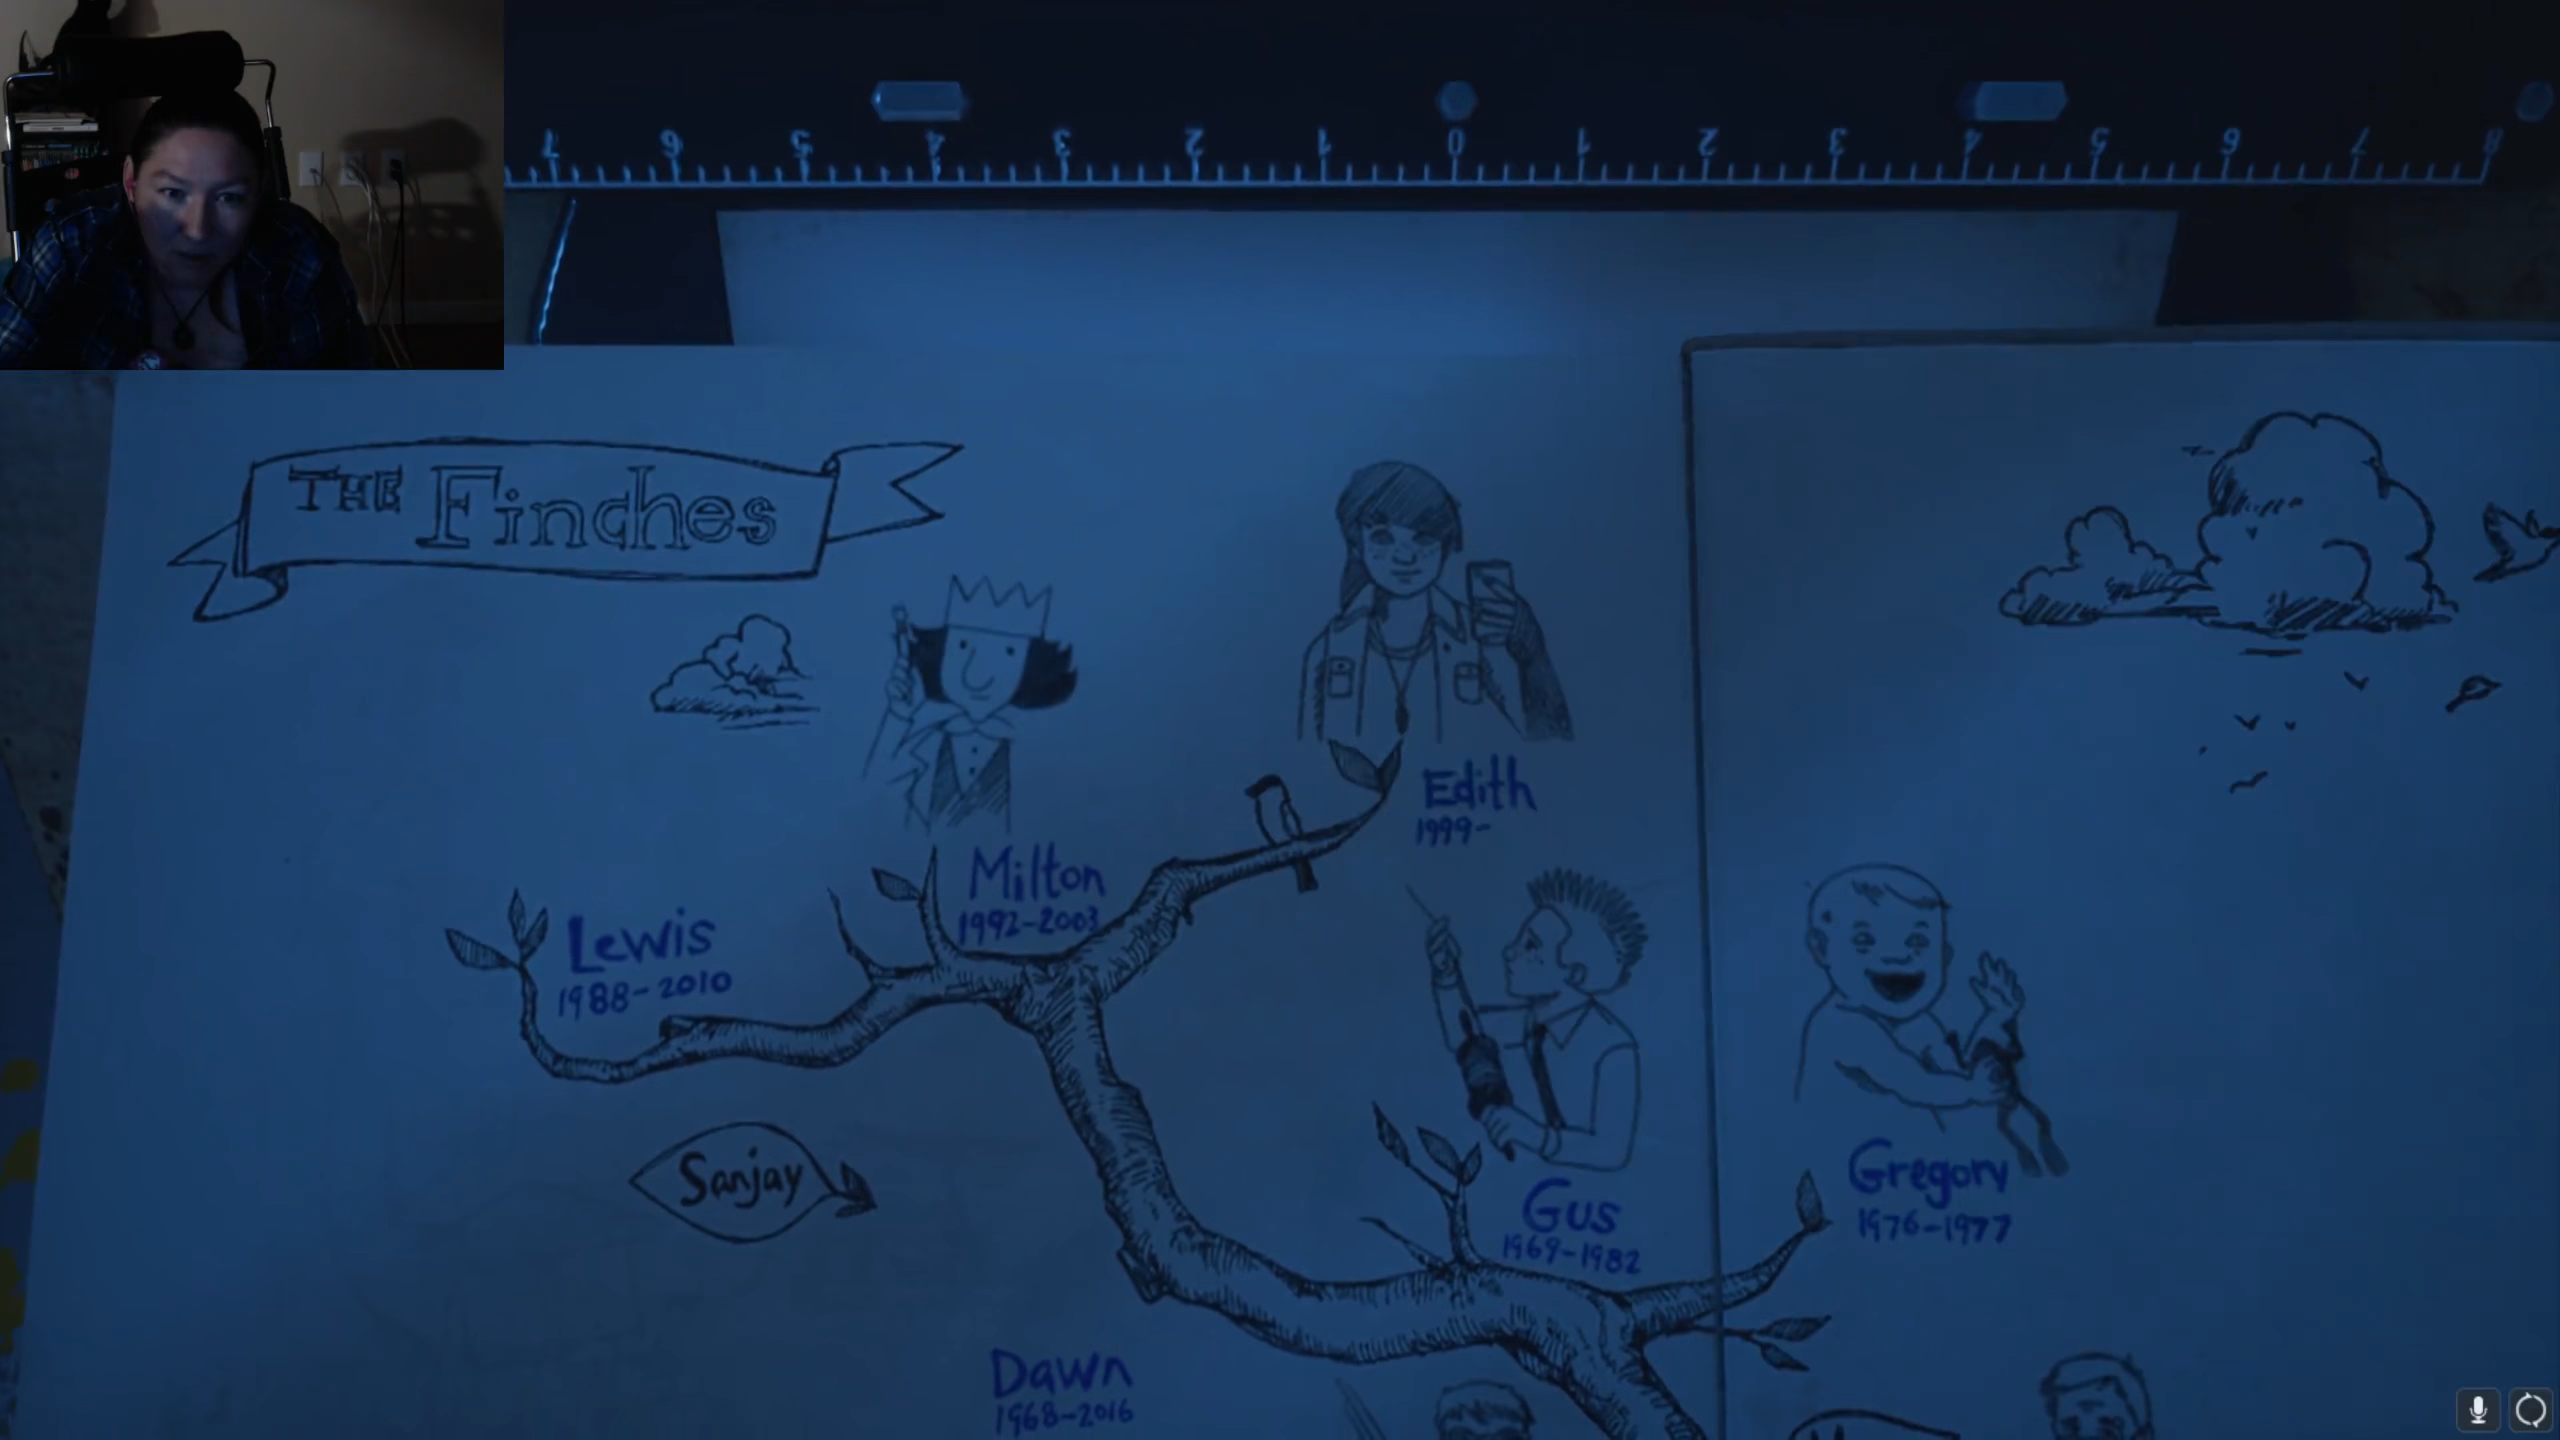 7 6 5 4 3 2 1 0 1 2 3 4 5 6 7 8
THE Finches
Edith
1999-
Milton
1992-2003
Lewis
1988-2010
Sanjay
Gus
1969-1982
Gregory
1976-1977
Dawn
1968-2016